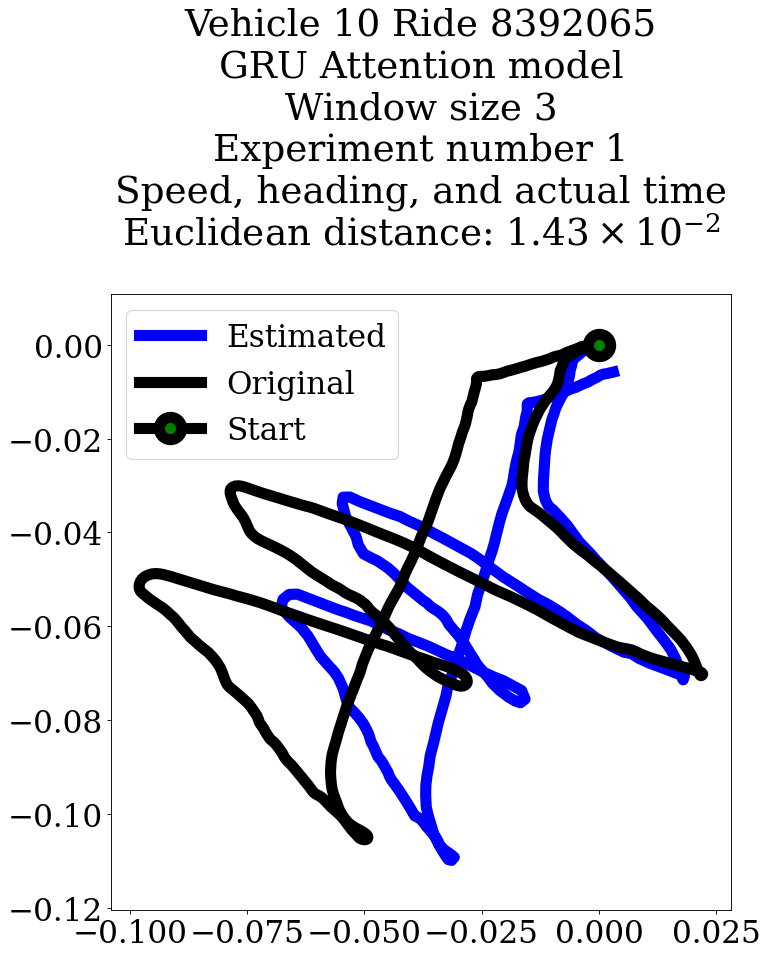 Vehicle 10 Ride 8392065
GRU Attention model
Window size 3
Experiment number 1
Speed, heading, and actual time
Euclidean distance: 1.43 × 10⁻²
Estimated
Original
Start
0.00
−0.02
−0.04
−0.06
−0.08
−0.10
−0.12
−0.100 −0.075 −0.050 −0.025 0.000 0.025